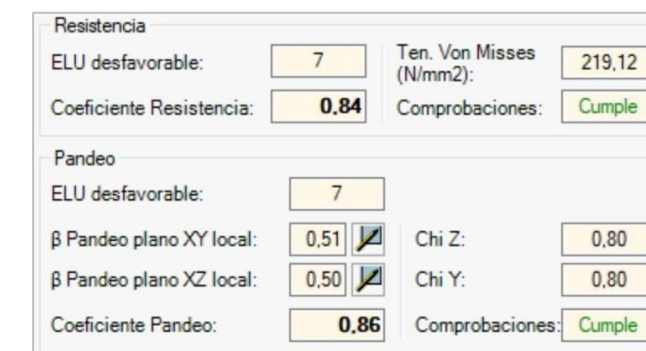 Resistencia
ELU desfavorable: 7 Ten. Von Misses (N/mm2): 219,12
Coeficiente Resistencia: 0,84 Comprobaciones: Cumple
Pandeo
ELU desfavorable: 7
β Pandeo plano XY local: 0,51 Chi Z: 0,80
β Pandeo plano XZ local: 0,50 Chi Y: 0,80
Coeficiente Pandeo: 0,86 Comprobaciones: Cumple